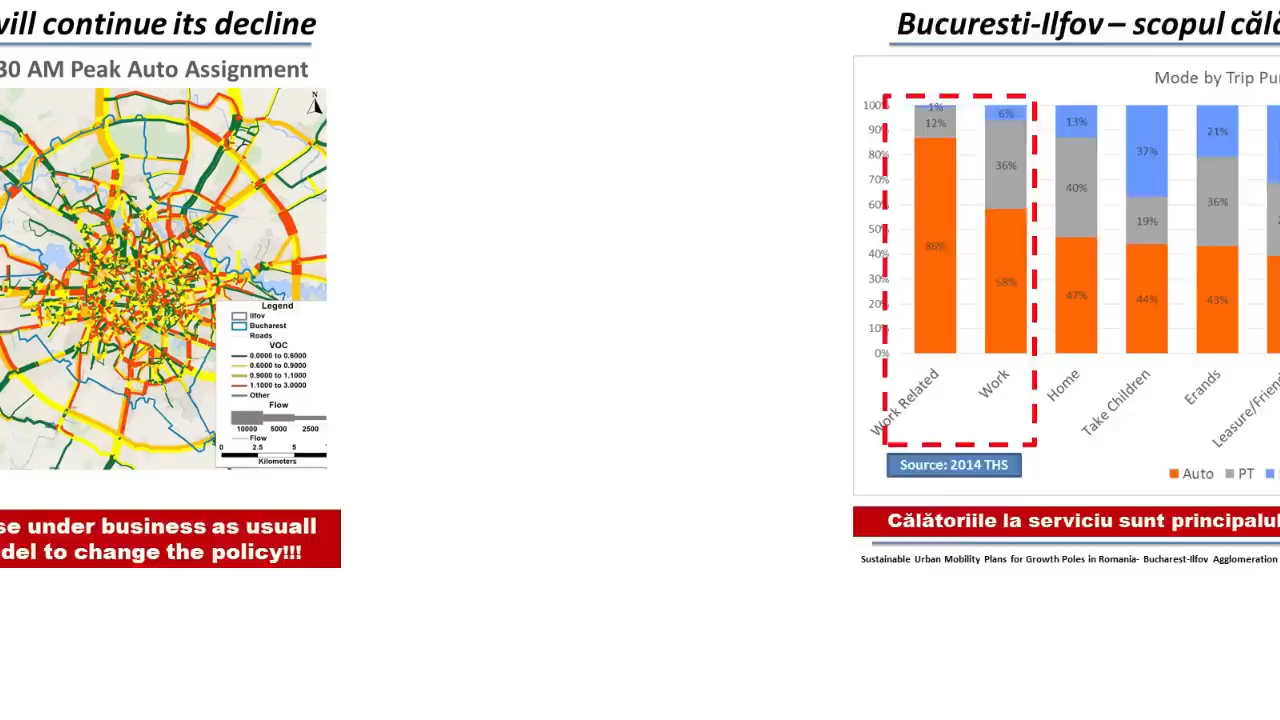 will continue its decline
30 AM Peak Auto Assignment
N
Legend
Ilfov
Bucharest
Roads
VOC
0.0000 to 0.6000
0.6000 to 0.9000
0.9000 to 1.1000
1.1000 to 3.0000
Other
Flow
10000 5000 2500
Flow
0 2.5 5
Kilometers
se under business as usuall
del to change the policy!!!
Bucuresti-Ilfov – scopul călă
Mode by Trip Pu
100%
90%
80%
70%
60%
50%
40%
30%
20%
10%
0%
1% 6% 13% 37% 21%
12% 36% 40% 19% 36%
86% 58% 47% 44% 43%
Work Related
Work
Home
Take Children
Erands
Leasure/Friend
Source: 2014 THS
Auto PT
Călătoriile la serviciu sunt principalul
Sustainable Urban Mobility Plans for Growth Poles in Romania- Bucharest-Ilfov Agglomeration